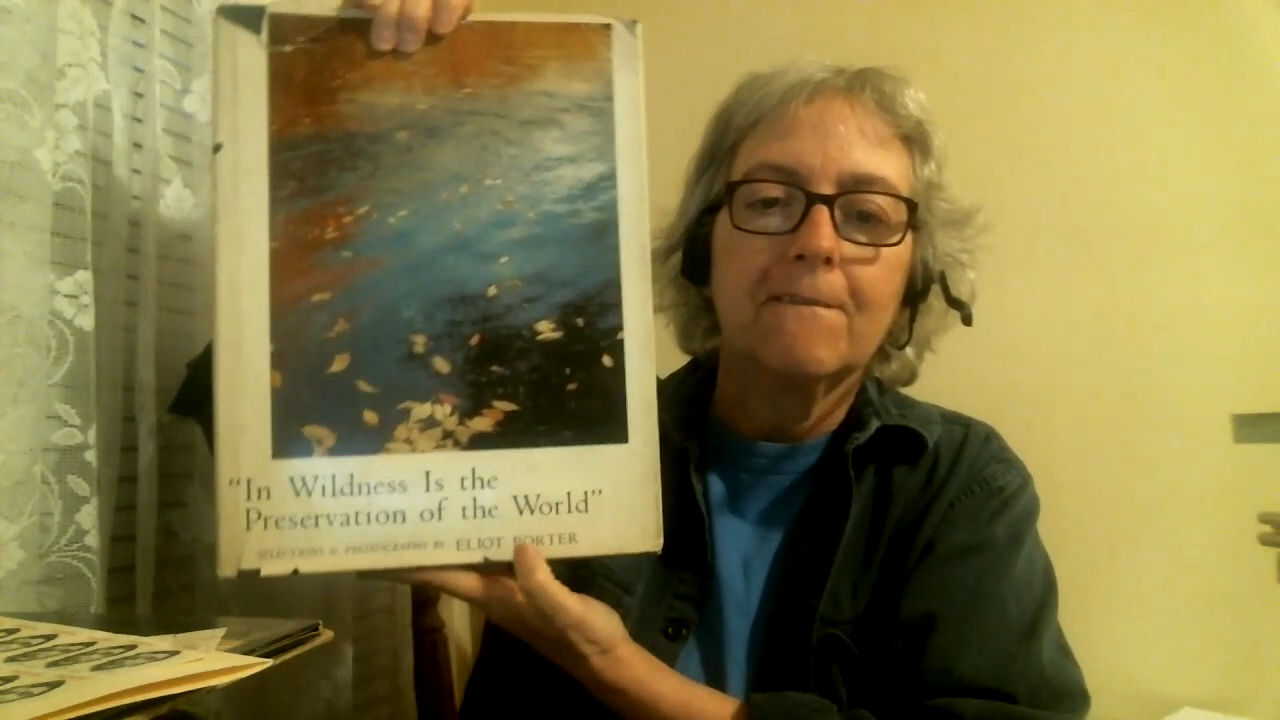 "In Wildness Is the
Preservation of the World"
SELECTIONS & PHOTOGRAPHS BY ELIOT PORTER